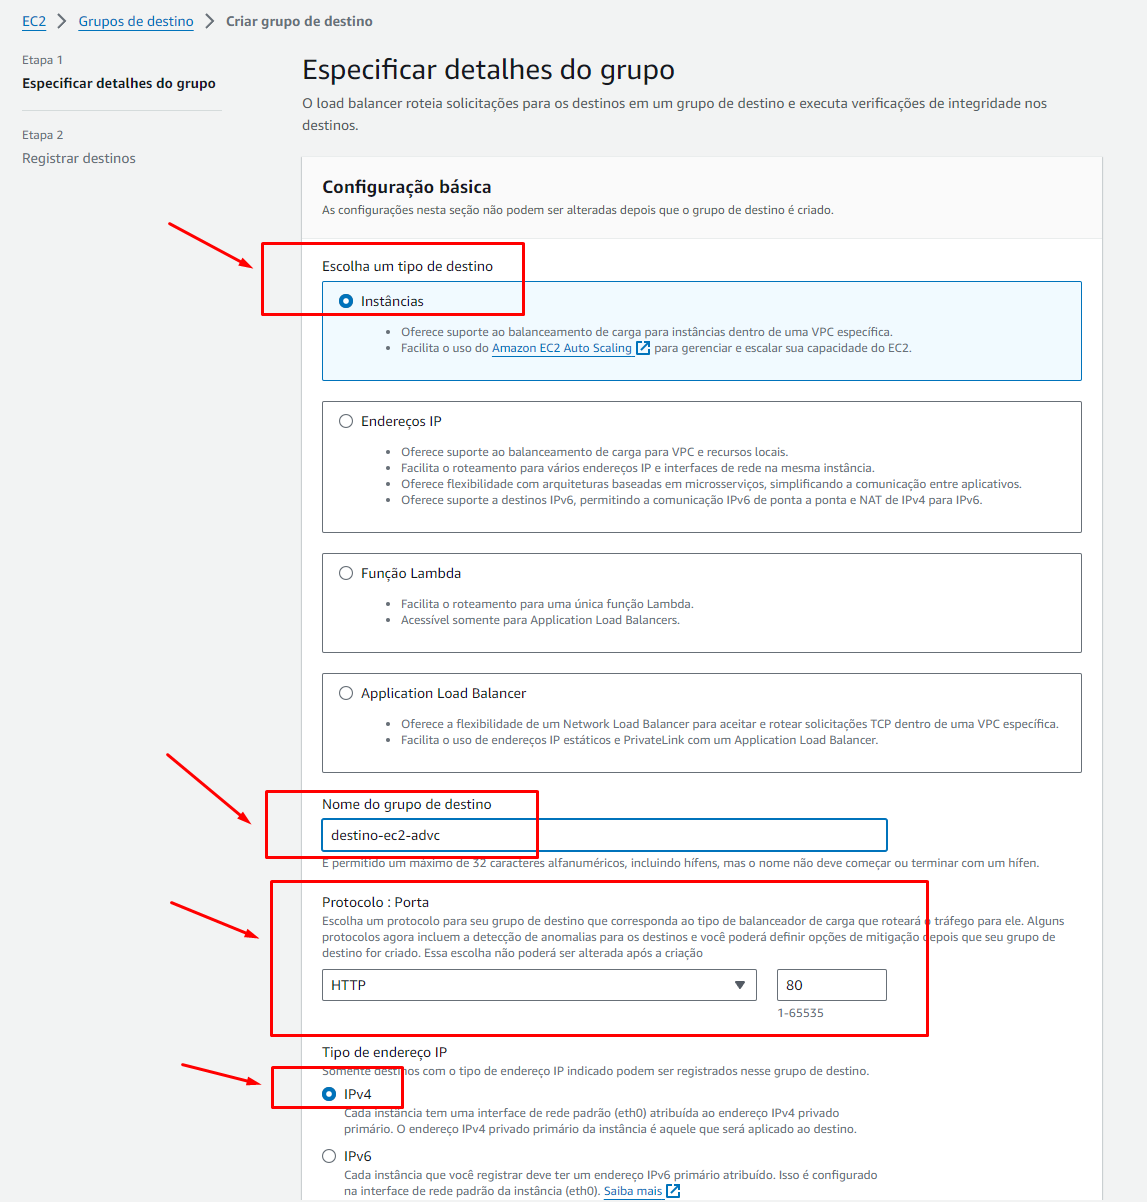 EC2 > Grupos de destino > Criar grupo de destino
Etapa 1
Especificar detalhes do grupo
Etapa 2
Registrar destinos
Especificar detalhes do grupo
O load balancer roteia solicitações para os destinos em um grupo de destino e executa verificações de integridade nos
destinos.
Configuração básica
As configurações nesta seção não podem ser alteradas depois que o grupo de destino é criado.
Escolha um tipo de destino
Instâncias
• Oferece suporte ao balanceamento de carga para instâncias dentro de uma VPC específica.
• Facilita o uso do Amazon EC2 Auto Scaling para gerenciar e escalar sua capacidade do EC2.
Endereços IP
• Oferece suporte ao balanceamento de carga para VPC e recursos locais.
• Facilita o roteamento para vários endereços IP e interfaces de rede na mesma instância.
• Oferece flexibilidade com arquiteturas baseadas em microsserviços, simplificando a comunicação entre aplicativos.
• Oferece suporte a destinos IPv6, permitindo a comunicação IPv6 de ponta a ponta e NAT de IPv4 para IPv6.
Função Lambda
• Facilita o roteamento para uma única função Lambda.
• Acessível somente para Application Load Balancers.
Application Load Balancer
• Oferece a flexibilidade de um Network Load Balancer para aceitar e rotear solicitações TCP dentro de uma VPC específica.
• Facilita o uso de endereços IP estáticos e PrivateLink com um Application Load Balancer.
Nome do grupo de destino
destino-ec2-advc
É permitido um máximo de 32 caracteres alfanuméricos, incluindo hífens, mas o nome não deve começar ou terminar com um hífen.
Protocolo : Porta
Escolha um protocolo para seu grupo de destino que corresponda ao tipo de balanceador de carga que roteará o tráfego para ele. Alguns
protocolos agora incluem a detecção de anomalias para os destinos e você poderá definir opções de mitigação depois que seu grupo de
destino for criado. Essa escolha não poderá ser alterada após a criação
HTTP
80
1-65535
Tipo de endereço IP
Somente destinos com o tipo de endereço IP indicado podem ser registrados nesse grupo de destino.
IPv4
Cada instância tem uma interface de rede padrão (eth0) atribuída ao endereço IPv4 privado
primário. O endereço IPv4 privado primário da instância é aquele que será aplicado ao destino.
IPv6
Cada instância que você registrar deve ter um endereço IPv6 primário atribuído. Isso é configurado
na interface de rede padrão da instância (eth0). Saiba mais